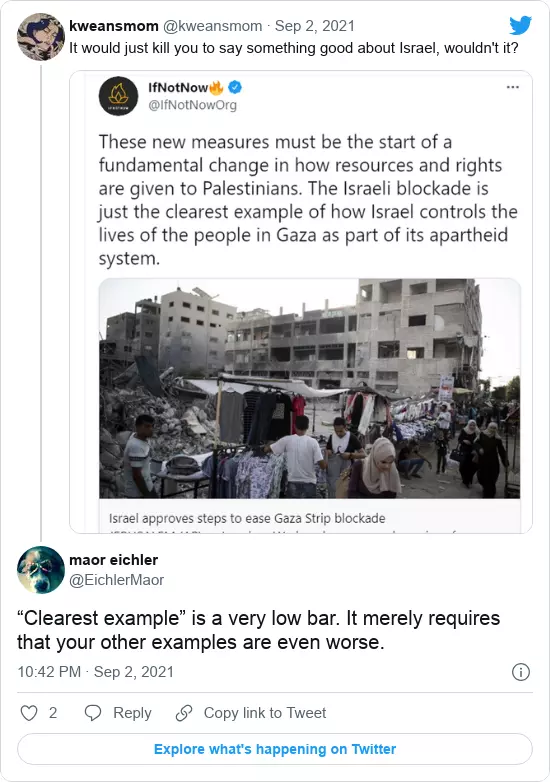 kweansmom @kweansmom · Sep 2, 2021
It would just kill you to say something good about Israel, wouldn't it?
IfNotNow🔥
@IfNotNowOrg
These new measures must be the start of a
fundamental change in how resources and rights
are given to Palestinians. The Israeli blockade is
just the clearest example of how Israel controls the
lives of the people in Gaza as part of its apartheid
system.
Israel approves steps to ease Gaza Strip blockade
maor eichler
@EichlerMaor
“Clearest example” is a very low bar. It merely requires
that your other examples are even worse.
10:42 PM · Sep 2, 2021
2 Reply Copy link to Tweet
Explore what's happening on Twitter